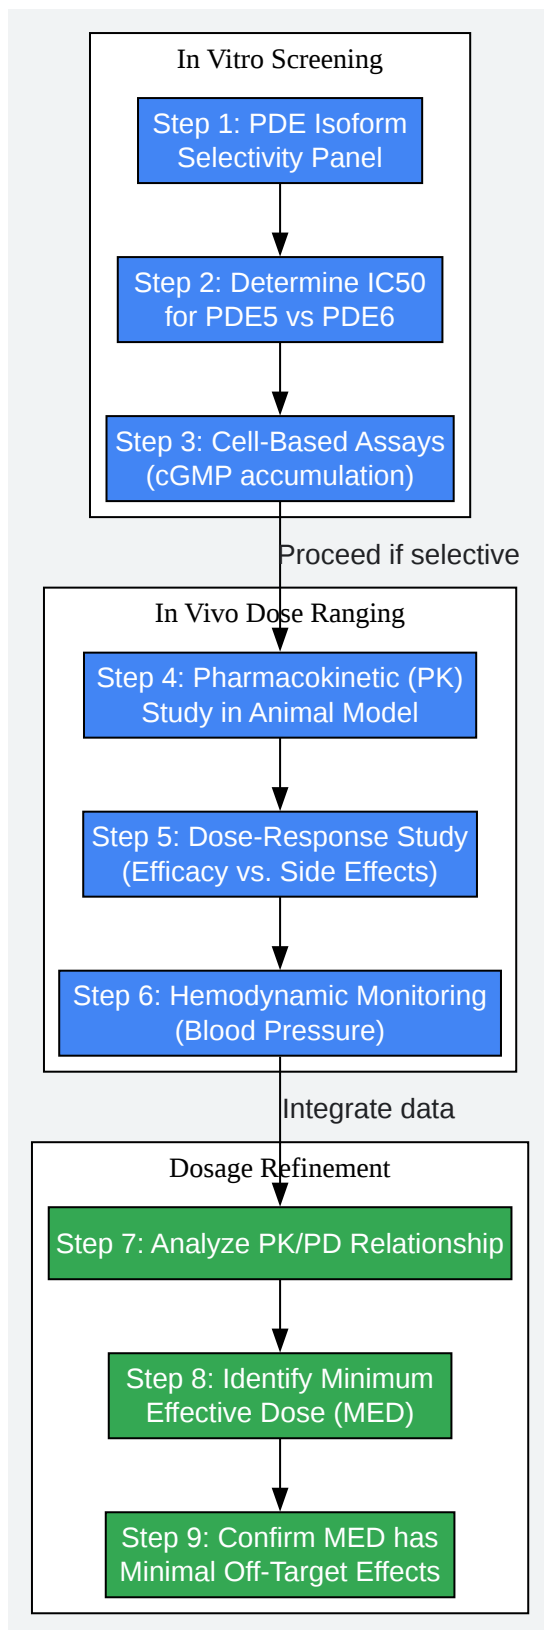 In Vitro Screening
Step 1: PDE Isoform
Selectivity Panel
Step 2: Determine IC50
for PDE5 vs PDE6
Step 3: Cell-Based Assays
(cGMP accumulation)
Proceed if selective
In Vivo Dose Ranging
Step 4: Pharmacokinetic (PK)
Study in Animal Model
Step 5: Dose-Response Study
(Efficacy vs. Side Effects)
Step 6: Hemodynamic Monitoring
(Blood Pressure)
Integrate data
Dosage Refinement
Step 7: Analyze PK/PD Relationship
Step 8: Identify Minimum
Effective Dose (MED)
Step 9: Confirm MED has
Minimal Off-Target Effects